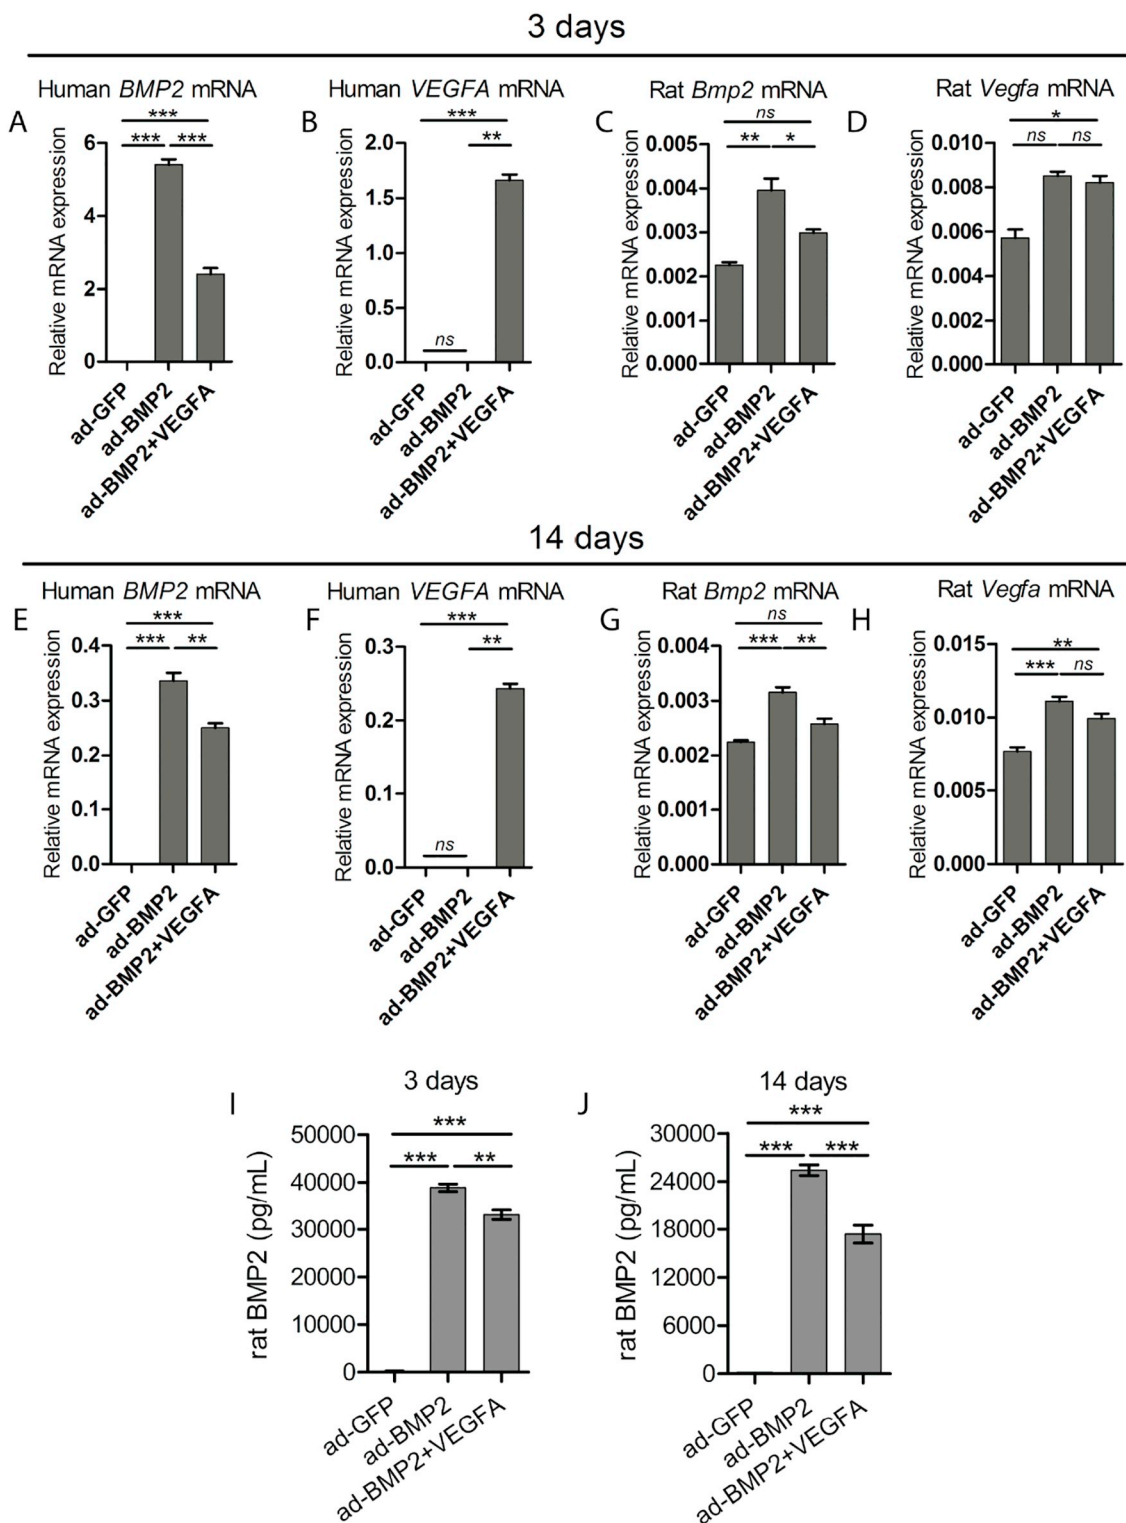 3 days
Human BMP2 mRNA
Human VEGFA mRNA
Rat Bmp2 mRNA
Rat Vegfa mRNA
A
Relative mRNA expression
6
4
2
0
***
*** ***
ad-GFP
ad-BMP2
ad-BMP2+VEGFA
B
Relative mRNA expression
2.0
1.5
1.0
0.5
0.0
***
**
ns
ad-GFP
ad-BMP2
ad-BMP2+VEGFA
C
Relative mRNA expression
0.005
0.004
0.003
0.002
0.001
0.000
ns
** *
ad-GFP
ad-BMP2
ad-BMP2+VEGFA
D
Relative mRNA expression
0.010
0.008
0.006
0.004
0.002
0.000
*
ns ns
ad-GFP
ad-BMP2
ad-BMP2+VEGFA
14 days
Human BMP2 mRNA
Human VEGFA mRNA
Rat Bmp2 mRNA
Rat Vegfa mRNA
E
Relative mRNA expression
0.4
0.3
0.2
0.1
0.0
***
*** **
ad-GFP
ad-BMP2
ad-BMP2+VEGFA
F
Relative mRNA expression
0.3
0.2
0.1
0.0
***
**
ns
ad-GFP
ad-BMP2
ad-BMP2+VEGFA
G
Relative mRNA expression
0.004
0.003
0.002
0.001
0.000
ns
*** **
ad-GFP
ad-BMP2
ad-BMP2+VEGFA
H
Relative mRNA expression
0.015
0.010
0.005
0.000
**
*** ns
ad-GFP
ad-BMP2
ad-BMP2+VEGFA
I
3 days
rat BMP2 (pg/mL)
50000
40000
30000
20000
10000
0
***
*** **
ad-GFP
ad-BMP2
ad-BMP2+VEGFA
J
14 days
rat BMP2 (pg/mL)
30000
24000
18000
12000
6000
0
***
*** ***
ad-GFP
ad-BMP2
ad-BMP2+VEGFA